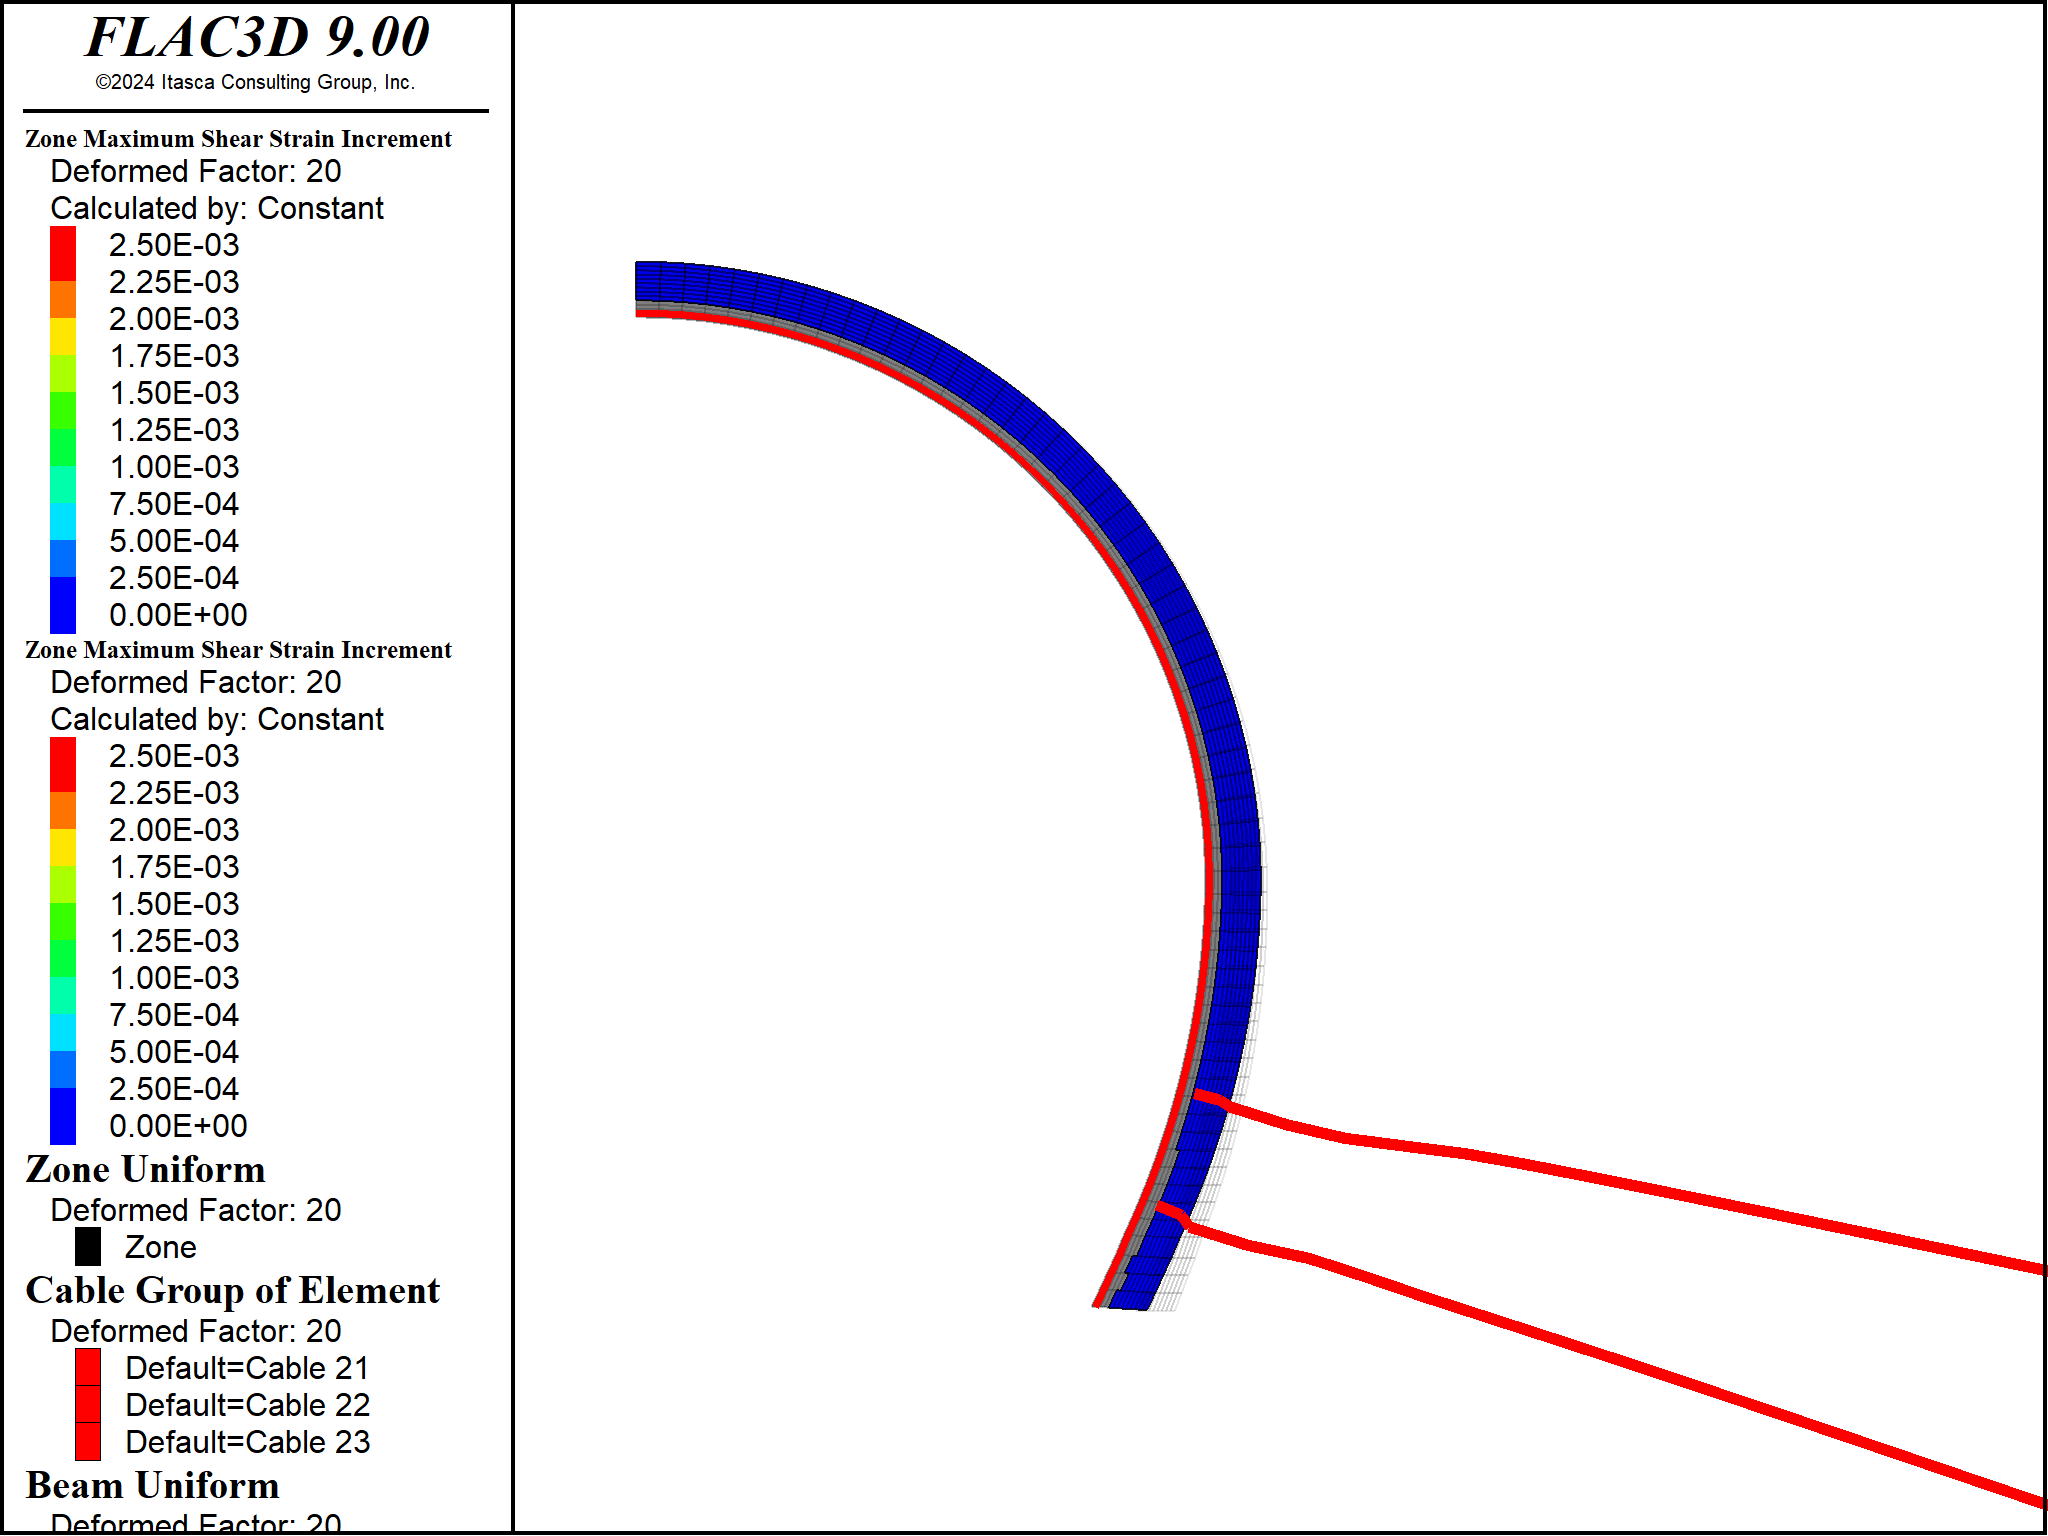 FLAC3D 9.00
©2024 Itasca Consulting Group, Inc.
Zone Maximum Shear Strain Increment
Deformed Factor: 20
Calculated by: Constant
2.50E-03
2.25E-03
2.00E-03
1.75E-03
1.50E-03
1.25E-03
1.00E-03
7.50E-04
5.00E-04
2.50E-04
0.00E+00
Zone Maximum Shear Strain Increment
Deformed Factor: 20
Calculated by: Constant
2.50E-03
2.25E-03
2.00E-03
1.75E-03
1.50E-03
1.25E-03
1.00E-03
7.50E-04
5.00E-04
2.50E-04
0.00E+00
Zone Uniform
Deformed Factor: 20
Zone
Cable Group of Element
Deformed Factor: 20
Default=Cable 21
Default=Cable 22
Default=Cable 23
Beam Uniform
Deformed Factor: 20